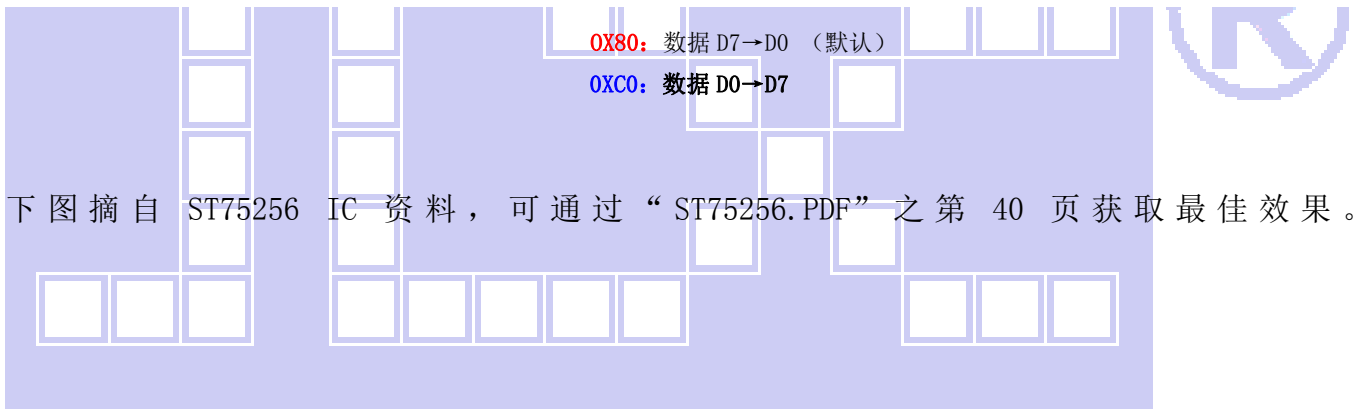 0X80：数据 D7→D0 （默认）
0XC0：数据 D0→D7
下图摘自 ST75256 IC 资料，可通过“ST75256.PDF”之第 40 页获取最佳效果。
R